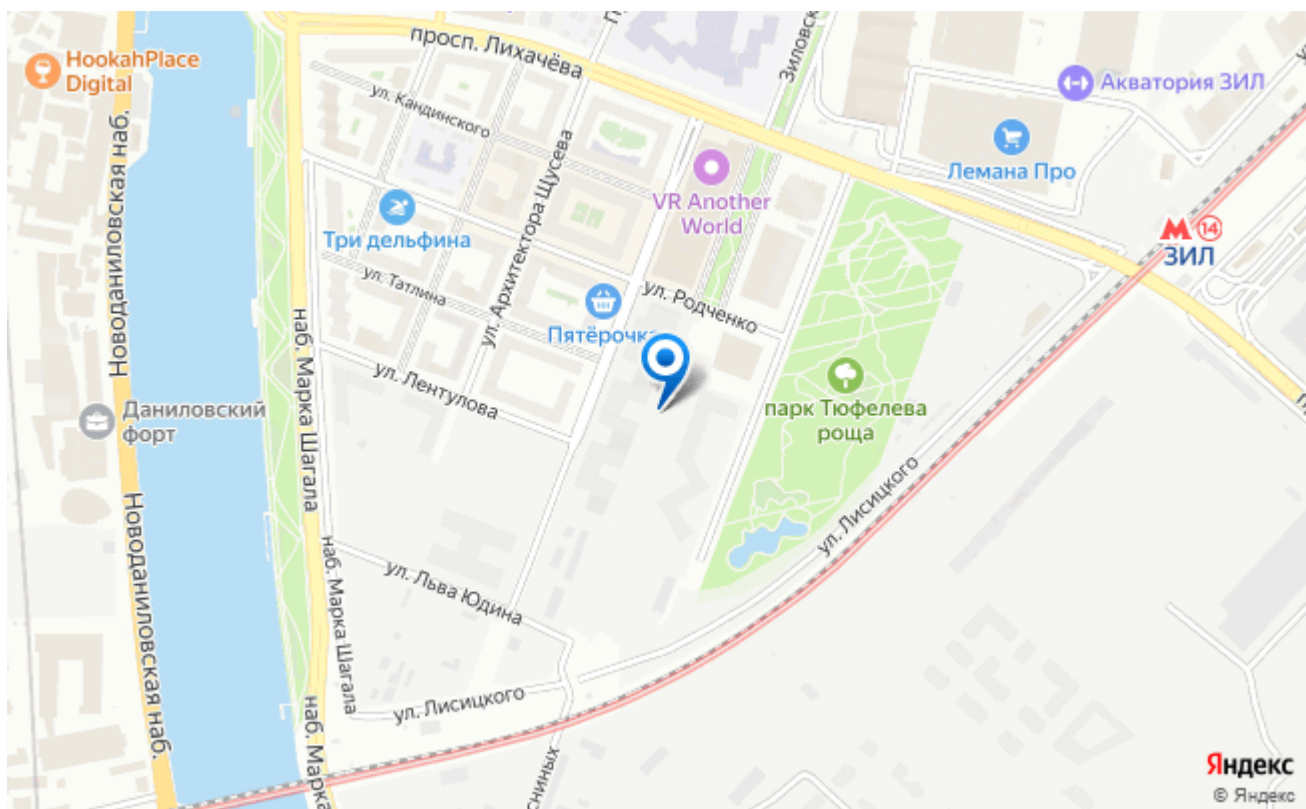 HookahPlace
Digital
Новоданиловская наб.
просп. Лихачёва
Зиловск
Акватория ЗИЛ
ул. Кандинского
Лемана Про
VR Another
World
Три дельфина
ул. Архитектора Щусева
14
ЗИЛ
ул. Татлина
ул. Родченко
Пятёрочка
наб. Марка Шагала
ул. Лентулова
парк Тюфелева
роща
Даниловский
форт
ул. Лисицкого
Новоданиловская наб.
наб. Марка Шагала
ул. Льва Юдина
ул. Лисицкого
наб. Марка
сниных
Яндекс
© Яндекс